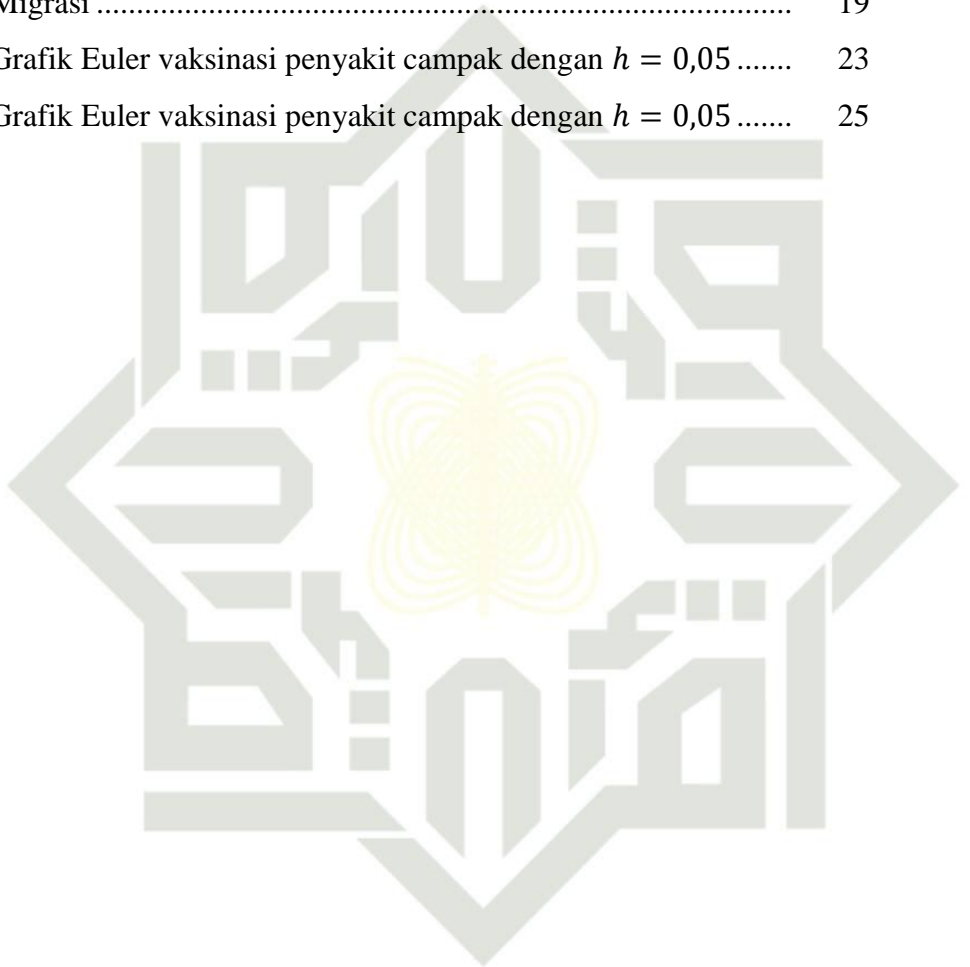 Migrasi ........................................................................... 19
Grafik Euler vaksinasi penyakit campak dengan ℎ = 0,05 ....... 23
Grafik Euler vaksinasi penyakit campak dengan ℎ = 0,05 ....... 25